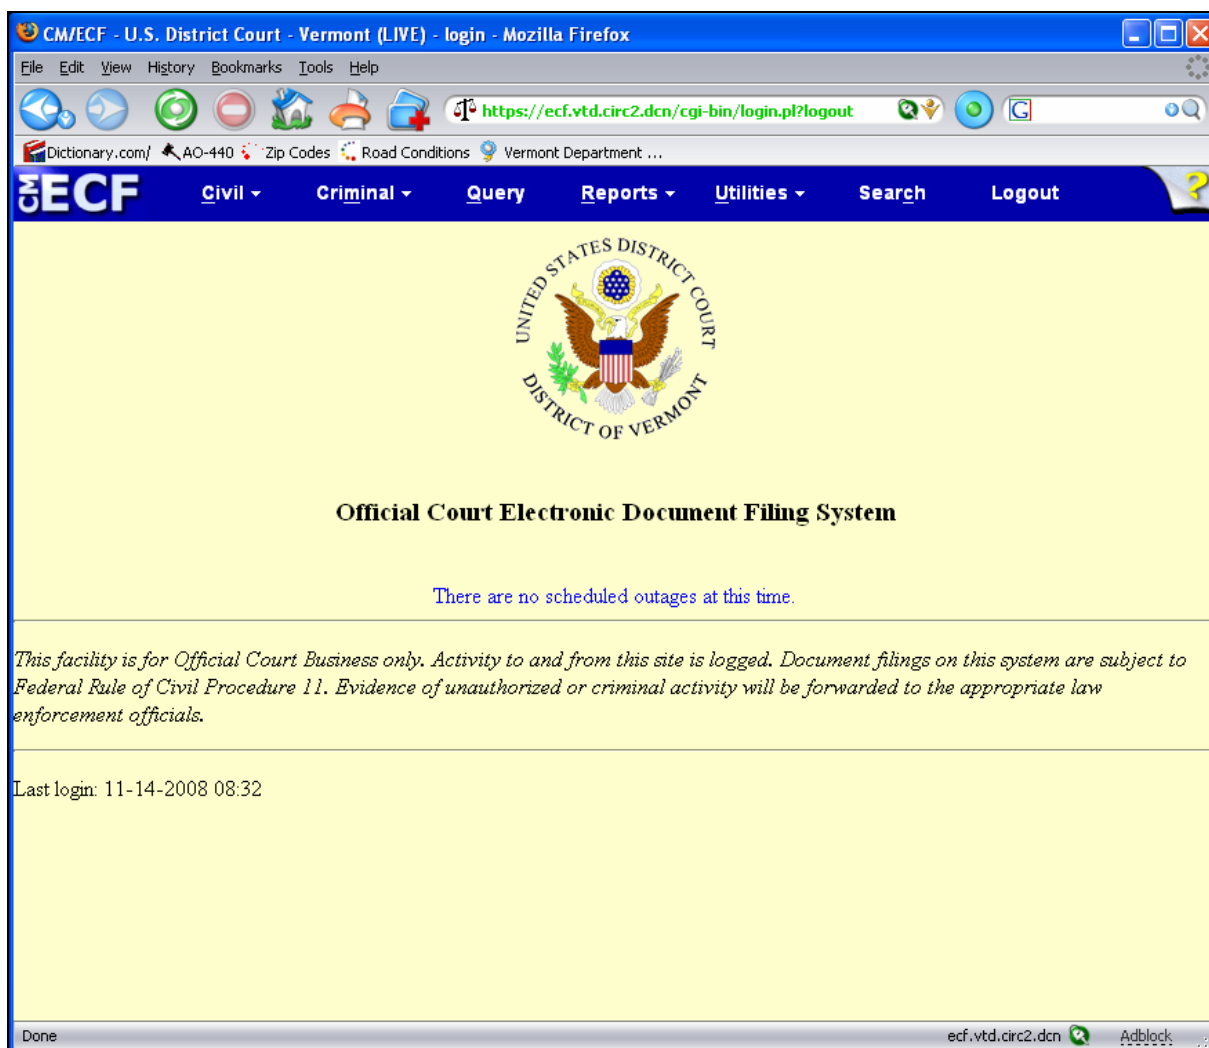 CM/ECF - U.S. District Court - Vermont (LIVE) - login - Mozilla Firefox
File Edit View History Bookmarks Tools Help
https://ecf.vtd.circ2.dcn/cgi-bin/login.pl?logout G
Dictionary.com/ AO-440 Zip Codes Road Conditions Vermont Department ...
CM ECF Civil Criminal Query Reports Utilities Search Logout ?
UNITED STATES DISTRICT COURT
DISTRICT OF VERMONT
Official Court Electronic Document Filing System
There are no scheduled outages at this time.
This facility is for Official Court Business only. Activity to and from this site is logged. Document filings on this system are subject to
Federal Rule of Civil Procedure 11. Evidence of unauthorized or criminal activity will be forwarded to the appropriate law
enforcement officials.
Last login: 11-14-2008 08:32
Done ecf.vtd.circ2.dcn Adblock